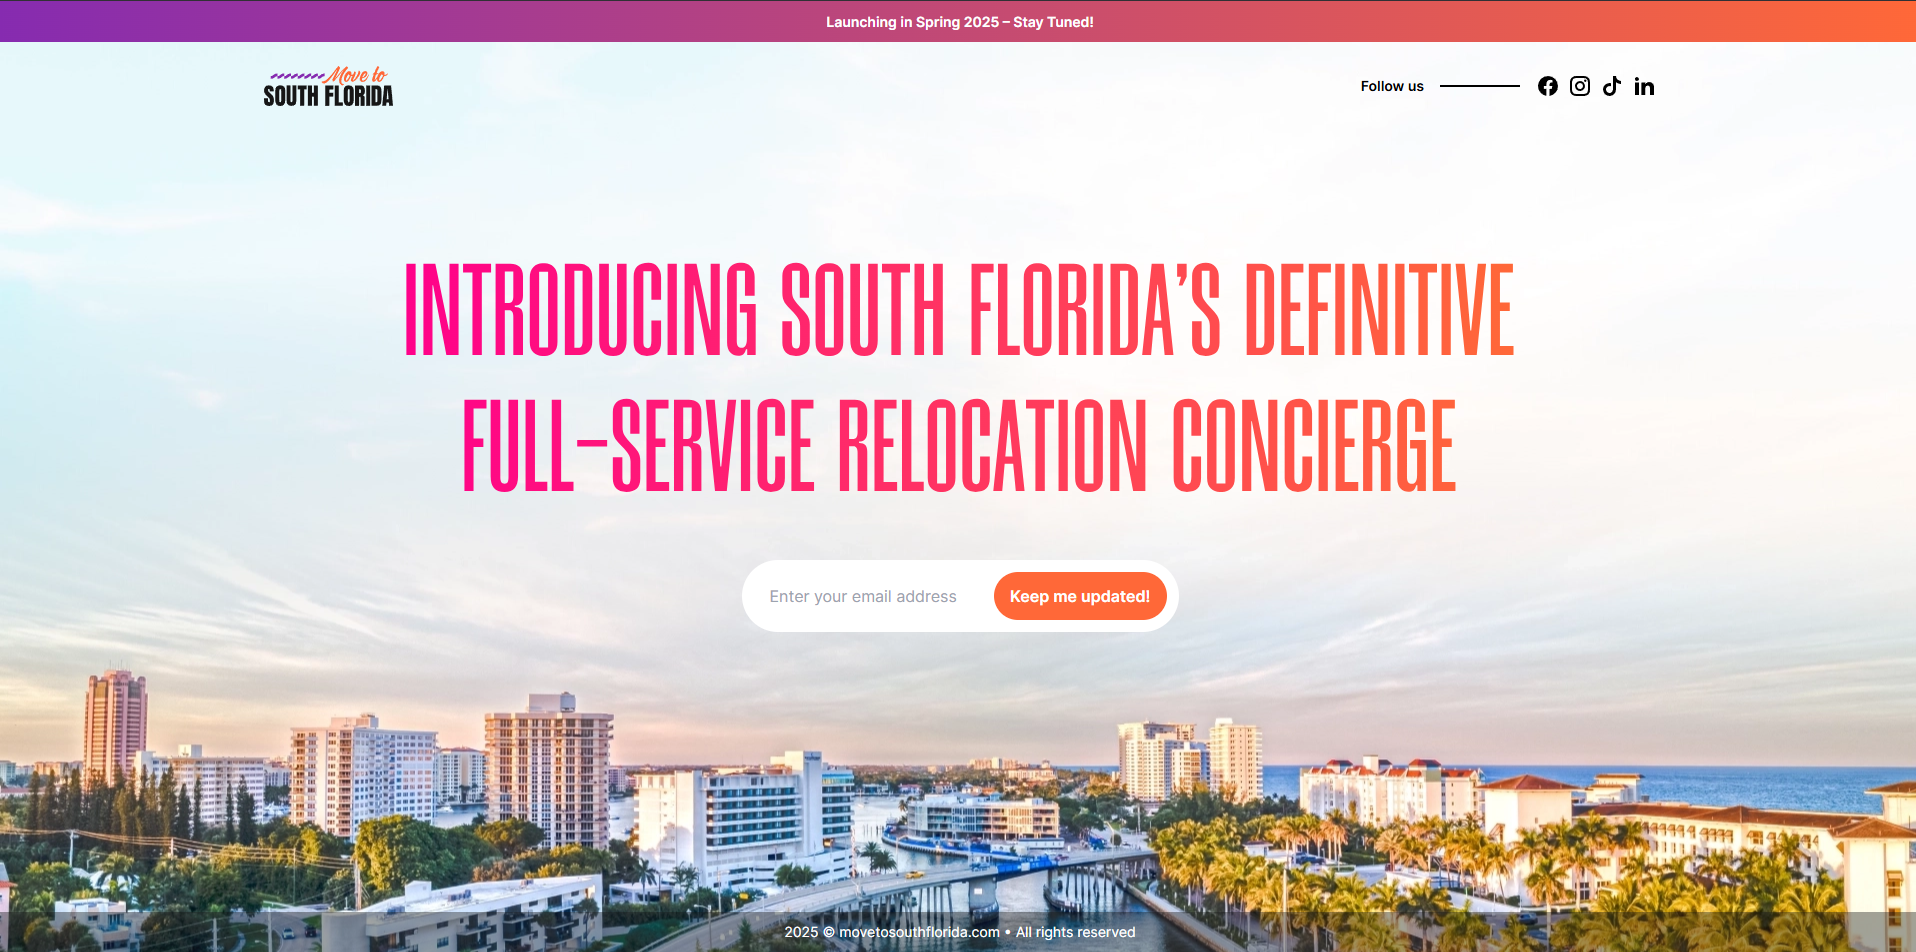 Launching in Spring 2025 – Stay Tuned!
Move to
SOUTH FLORIDA
Follow us
INTRODUCING SOUTH FLORIDA’S DEFINITIVE
FULL-SERVICE RELOCATION CONCIERGE
Enter your email address
Keep me updated!
2025 © movetosouthflorida.com • All rights reserved